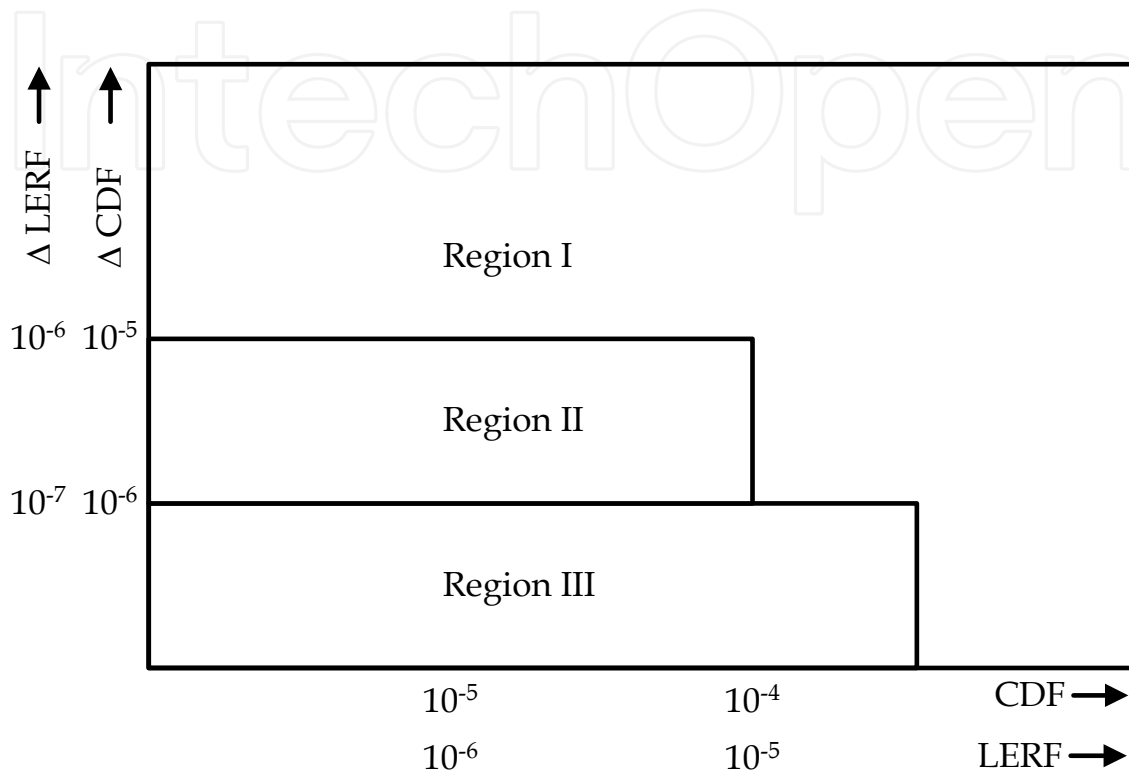 IntechOpen
Δ LERF
Δ CDF
Region I
10⁻⁶ 10⁻⁵
Region II
10⁻⁷ 10⁻⁶
Region III
10⁻⁵ 10⁻⁴ CDF
10⁻⁶ 10⁻⁵ LERF